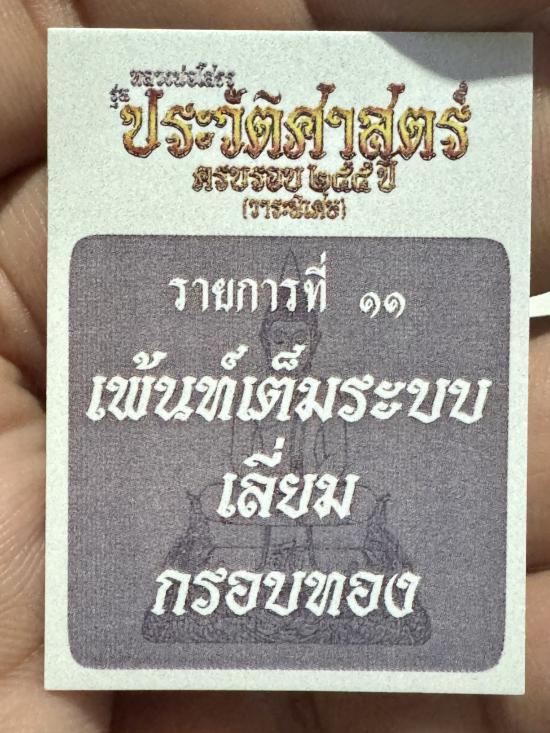 หลวงพ่อโสธร
รุ่น
ประวัติศาสตร์
ครบรอบ ๒๕๕ ปี
(วาระพิเศษ)
รายการที่ ๑๑
เพ้นท์เต็มระบบ
เลี่ยม
กรอบทอง